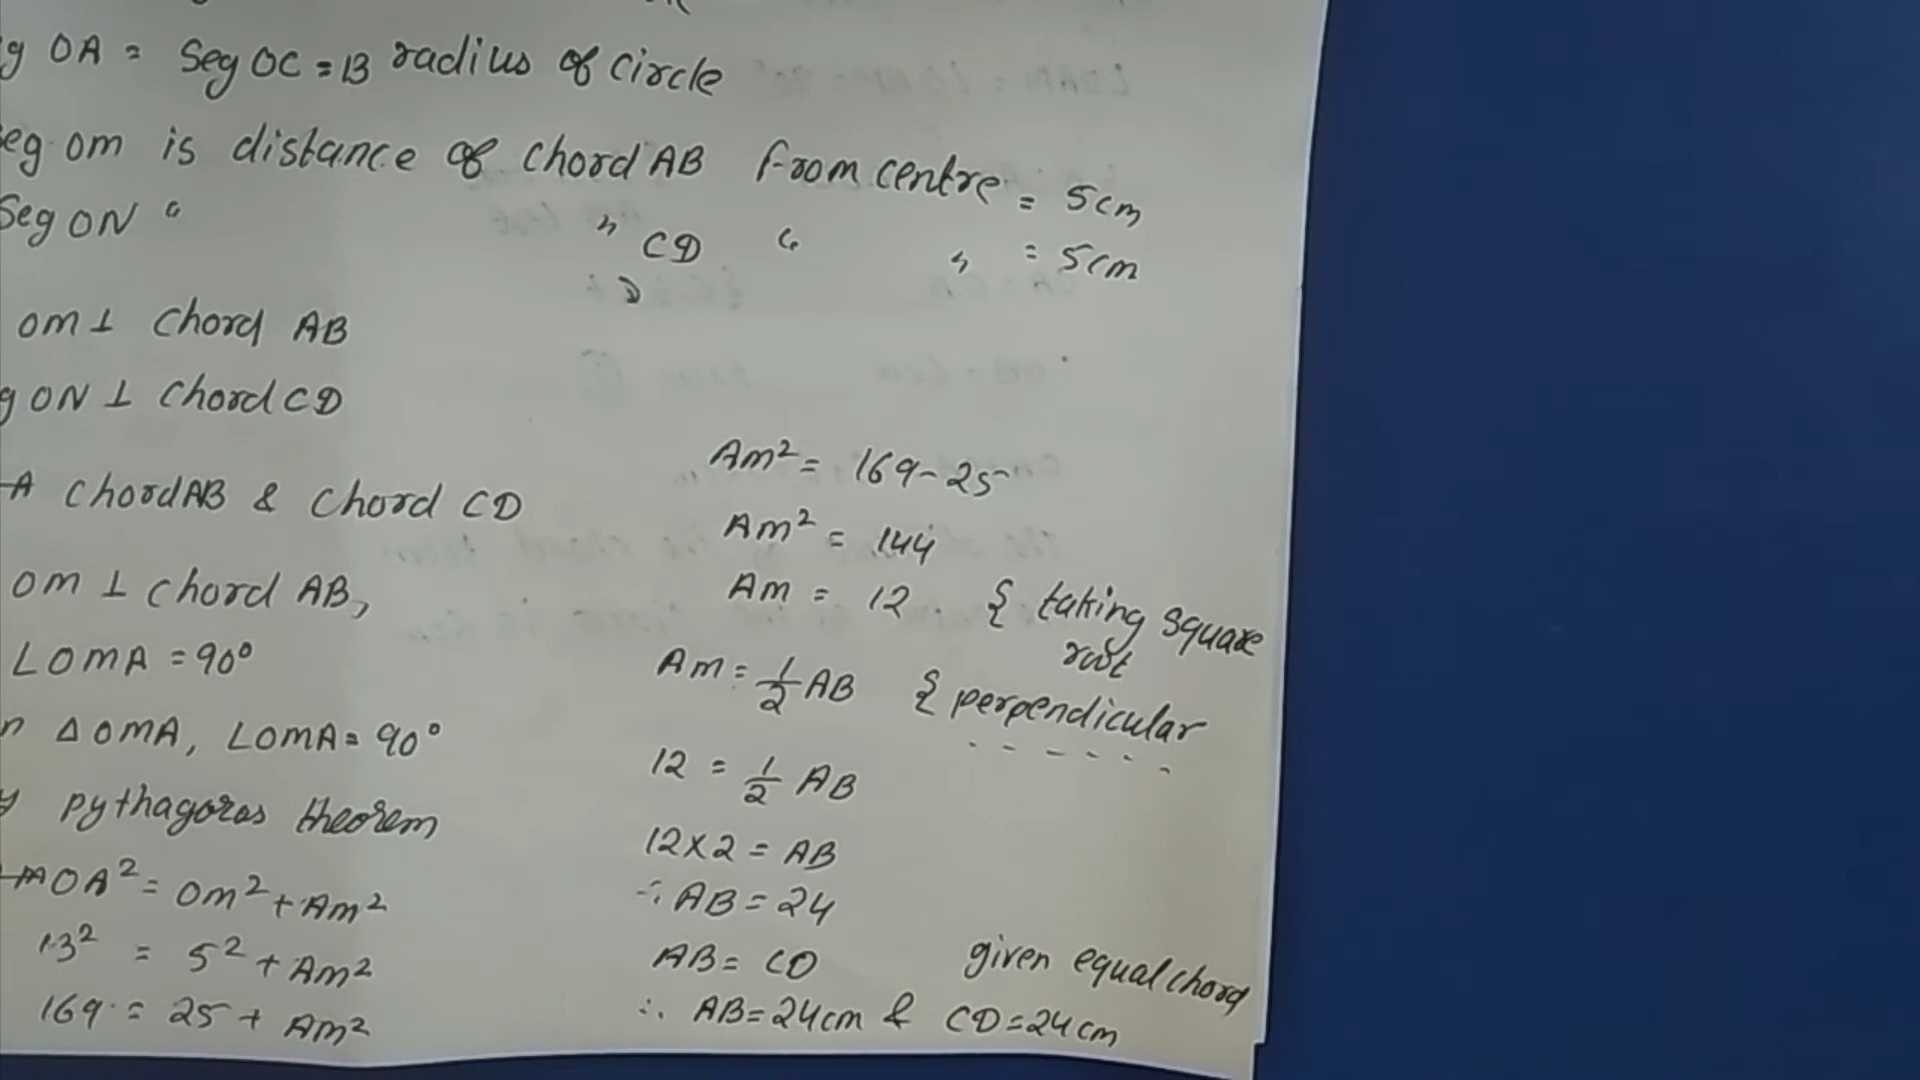 g OA = Seg OC = 13 radius of circle
eg om is distance of chord AB from centre = 5cm
Seg ON " " CD " " = 5cm
om ⊥ chord AB
g ON ⊥ chord CD
A chord AB & chord CD
om ⊥ chord AB,
∠OMA = 90°
n Δ OMA, ∠OMA = 90°
y pythagoras theorem
OA² = om² + Am²
13² = 5² + Am²
169 = 25 + Am²
Am² = 169 - 25
Am² = 144
Am = 12 . { taking square
root
Am = 1/2 AB { perpendicular
- - - - - -
12 = 1/2 AB
12 x 2 = AB
∴ AB = 24
AB = CD given equal chord
∴ AB = 24cm & CD = 24cm